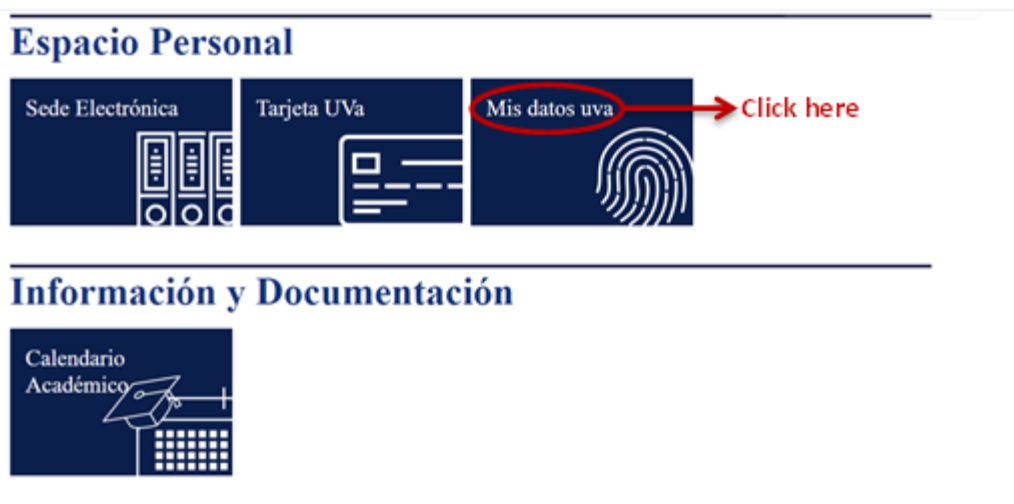 Espacio Personal
Sede Electrónica
Tarjeta UVa
Mis datos uva
Click here
Información y Documentación
Calendario
Académico